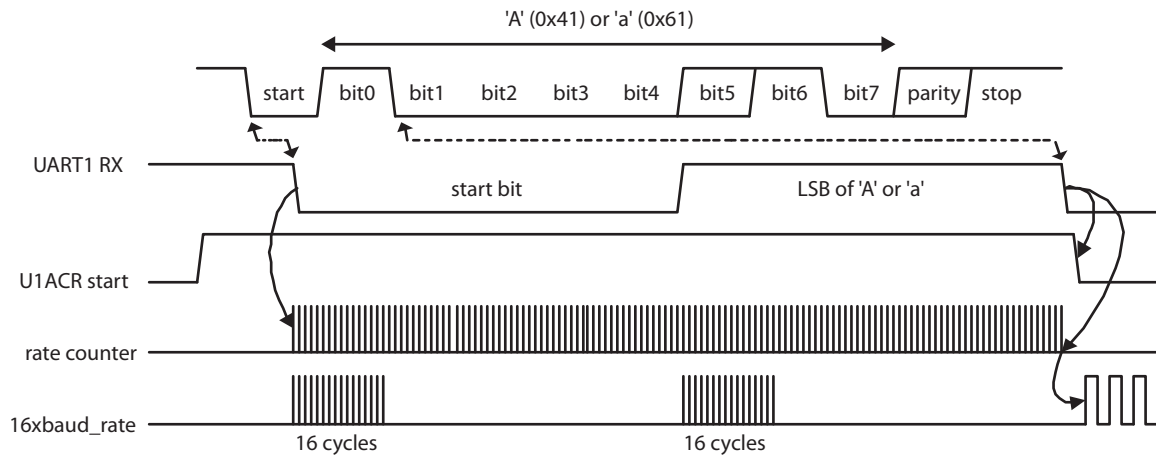 'A' (0x41) or 'a' (0x61)
start bit0 bit1 bit2 bit3 bit4 bit5 bit6 bit7 parity stop
UART1 RX
start bit LSB of 'A' or 'a'
U1ACR start
rate counter
16xbaud_rate
16 cycles 16 cycles